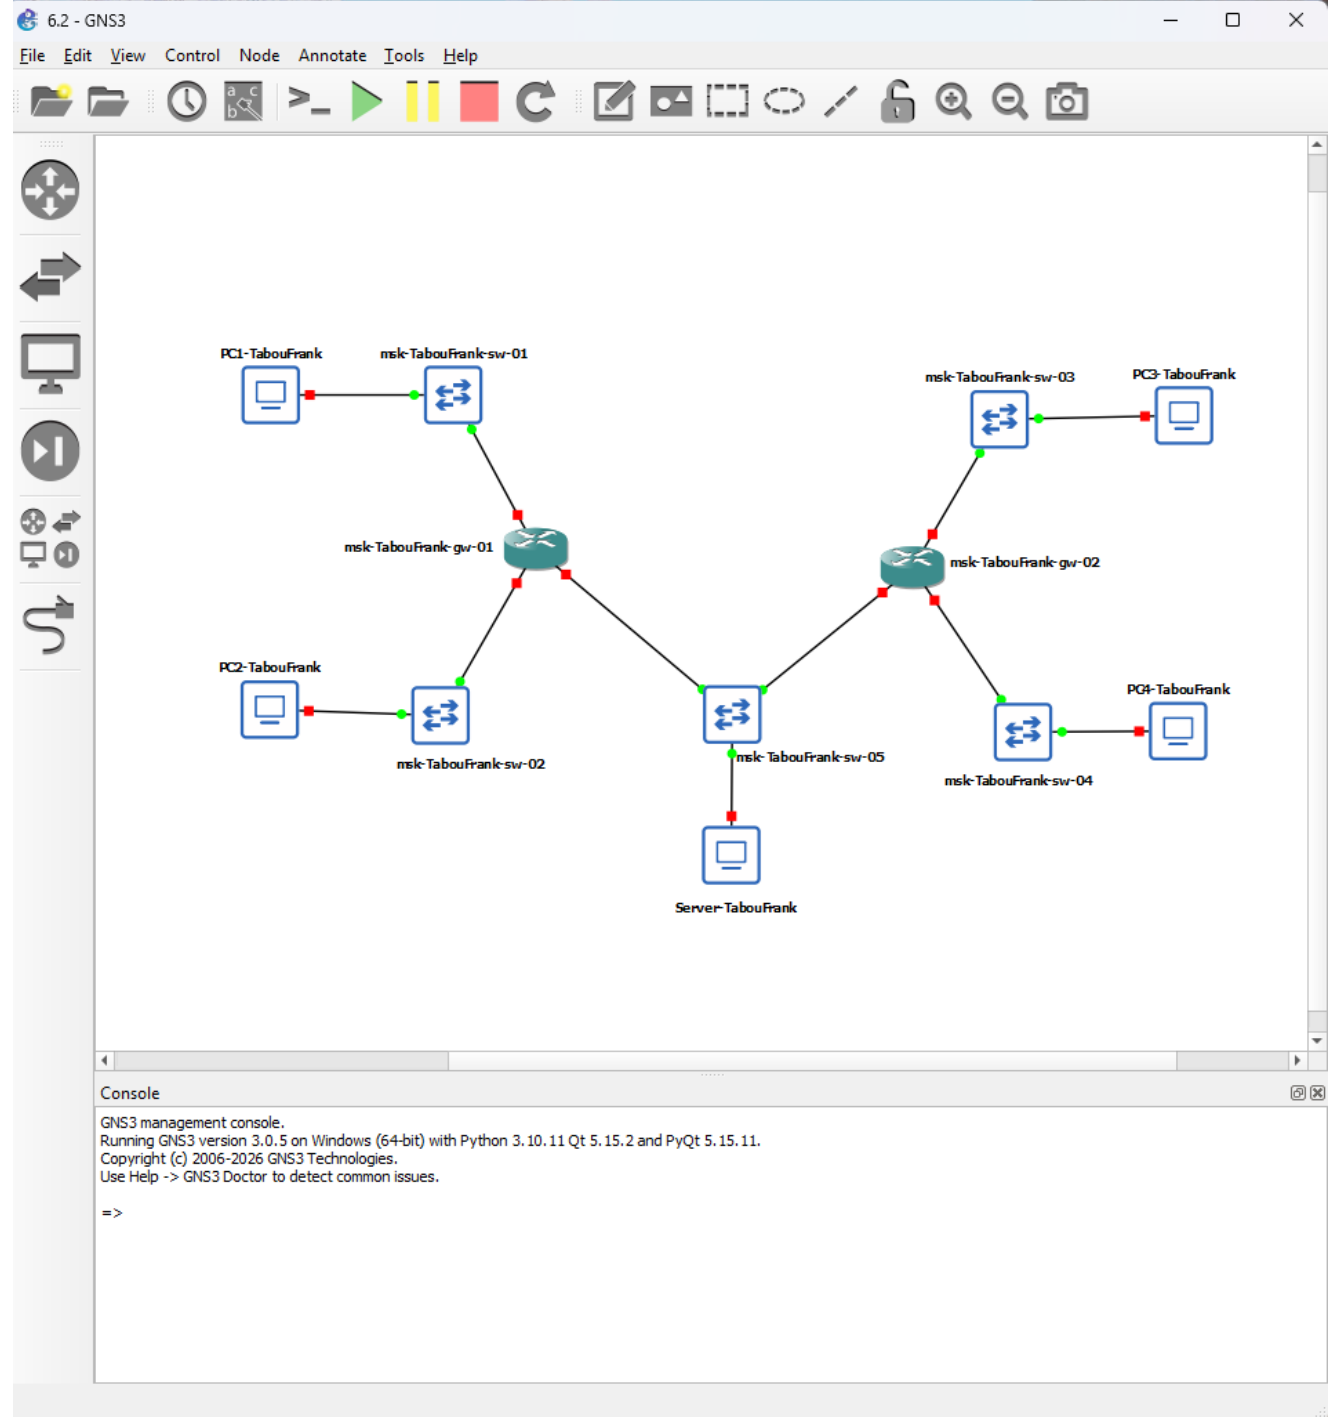 6.2 - GNS3
File Edit View Control Node Annotate Tools Help
PC1-TabouFrank
msk-TabouFrank-sw-01
msk-TabouFrank-sw-03
PC3-TabouFrank
msk-TabouFrank-gw-01
msk-TabouFrank-gw-02
PC2-TabouFrank
PC4-TabouFrank
msk-TabouFrank-sw-02
msk-TabouFrank-sw-05
msk-TabouFrank-sw-04
Server-TabouFrank
Console
GNS3 management console.
Running GNS3 version 3.0.5 on Windows (64-bit) with Python 3.10.11 Qt 5.15.2 and PyQt 5.15.11.
Copyright (c) 2006-2026 GNS3 Technologies.
Use Help -> GNS3 Doctor to detect common issues.
=>